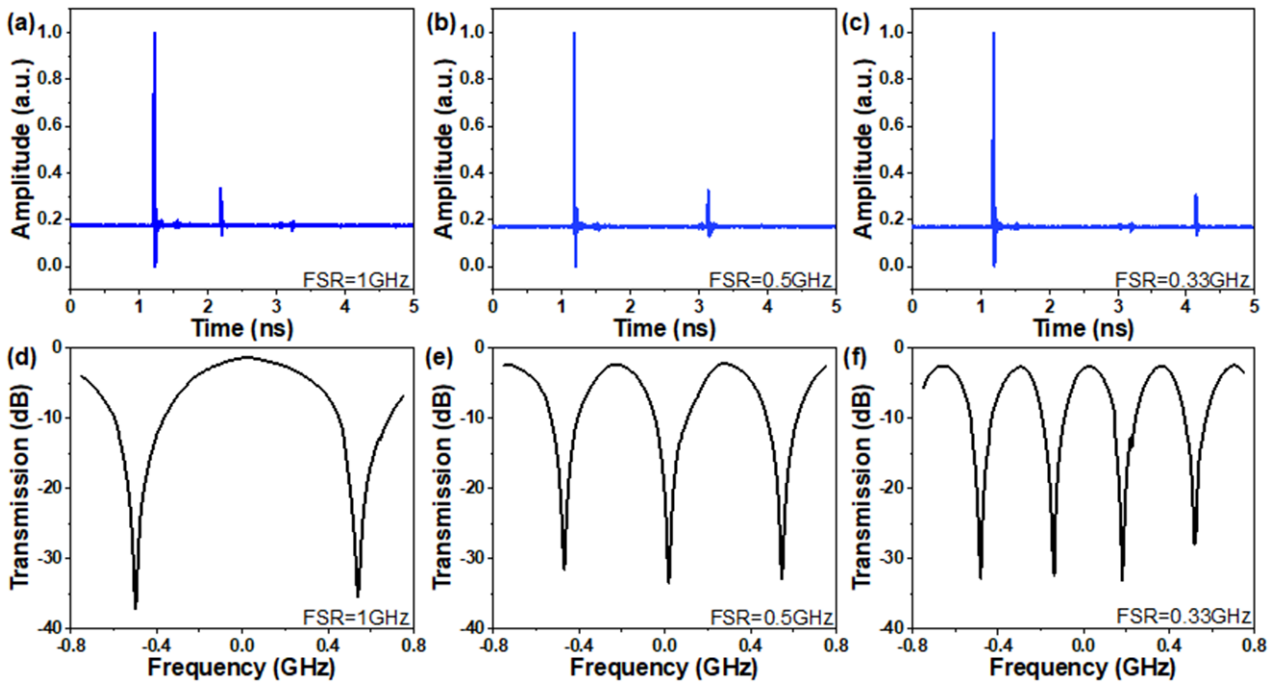 (a)
1.0
0.8
0.6
0.4
0.2
0.0
Amplitude (a.u.)
FSR=1GHz
0 1 2 3 4 5
Time (ns)
(b)
1.0
0.8
0.6
0.4
0.2
0.0
Amplitude (a.u.)
FSR=0.5GHz
0 1 2 3 4 5
Time (ns)
(c)
1.0
0.8
0.6
0.4
0.2
0.0
Amplitude (a.u.)
FSR=0.33GHz
0 1 2 3 4 5
Time (ns)
(d)
0
-10
-20
-30
-40
Transmission (dB)
FSR=1GHz
-0.8 -0.4 0.0 0.4 0.8
Frequency (GHz)
(e)
0
-10
-20
-30
-40
Transmission (dB)
FSR=0.5GHz
-0.8 -0.4 0.0 0.4 0.8
Frequency (GHz)
(f)
0
-10
-20
-30
-40
Transmission (dB)
FSR=0.33GHz
-0.8 -0.4 0.0 0.4 0.8
Frequency (GHz)